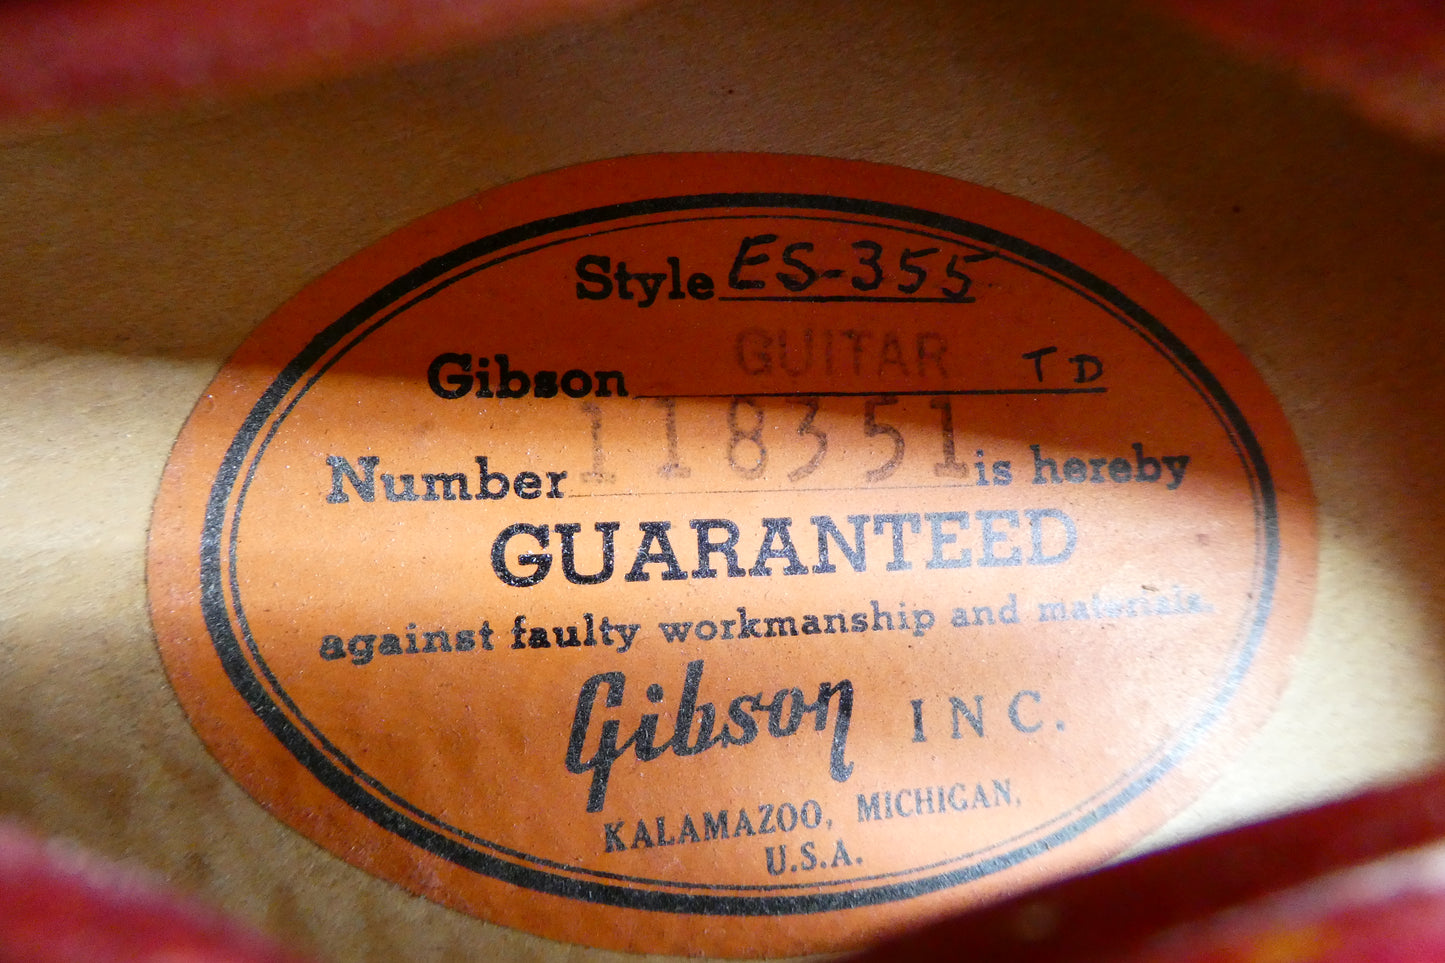 Style ES-355
Gibson GUITAR TD
Number 118351 is hereby
GUARANTEED
against faulty workmanship and materials.
Gibson INC.
KALAMAZOO, MICHIGAN,
U.S.A.